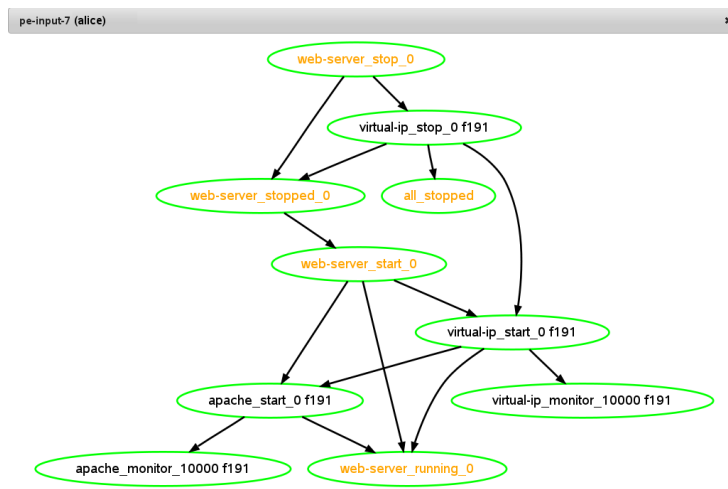 pe-input-7 (alice)
web-server_stop_0
virtual-ip_stop_0 f191
web-server_stopped_0
all_stopped
web-server_start_0
virtual-ip_start_0 f191
apache_start_0 f191
virtual-ip_monitor_10000 f191
apache_monitor_10000 f191
web-server_running_0